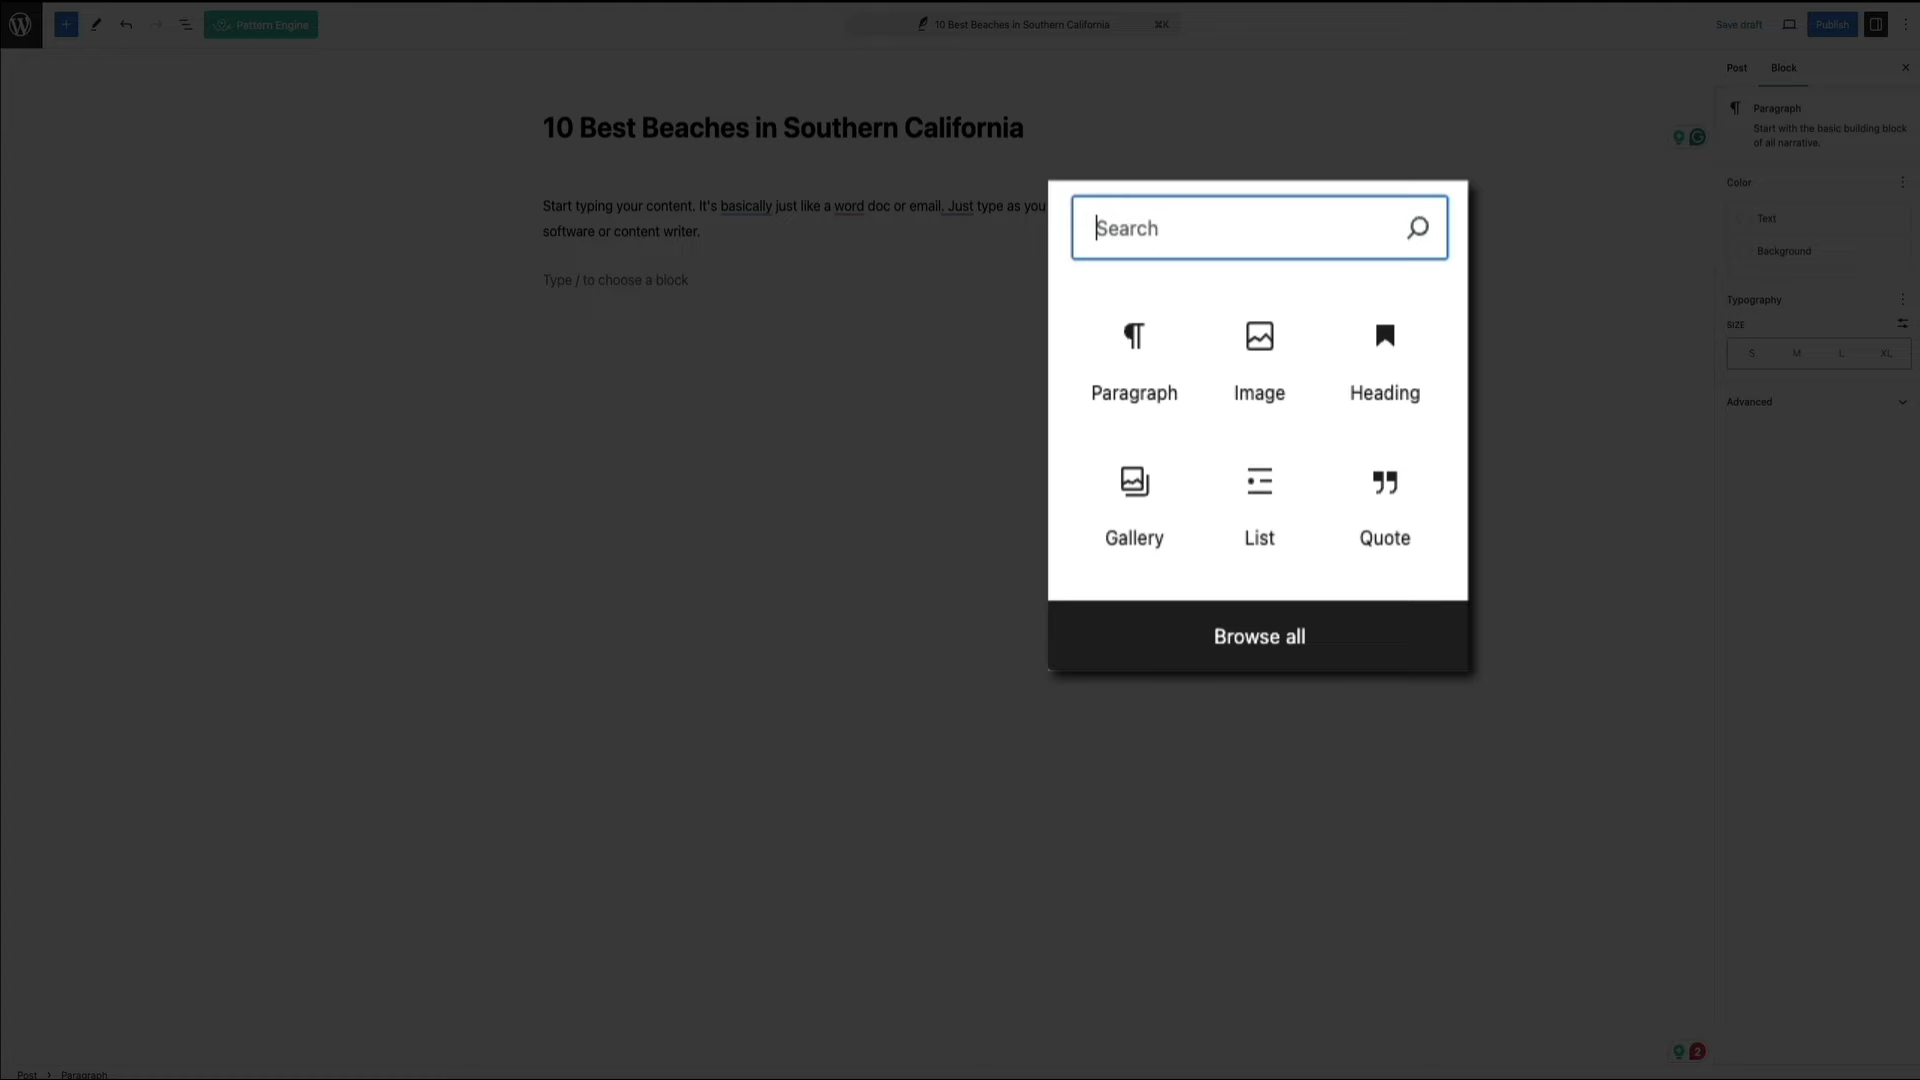 Pattern Engine
10 Best Beaches in Southern California
⌘K
Save draft
Publish
Post
Block
Paragraph
Start with the basic building block
of all narrative.
10 Best Beaches in Southern California
Start typing your content. It's basically just like a word doc or email. Just type as you
software or content writer.
Type / to choose a block
Search
Paragraph
Image
Heading
Gallery
List
Quote
Browse all
Color
Text
Background
Typography
SIZE
S
M
L
XL
Advanced
2
Post > Paragraph